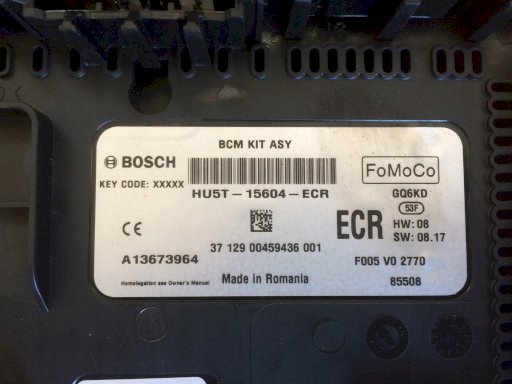 BCM KIT ASY
BOSCH
FoMoCo
KEY CODE: XXXXX
HU5T-15604-ECR
GQ6KD
53F
ECR
HW: 08
SW: 08.17
CE
37 129 00459436 001
A13673964
F005 V0 2770
Made in Romania
85508
Homologation see Owner's Manual